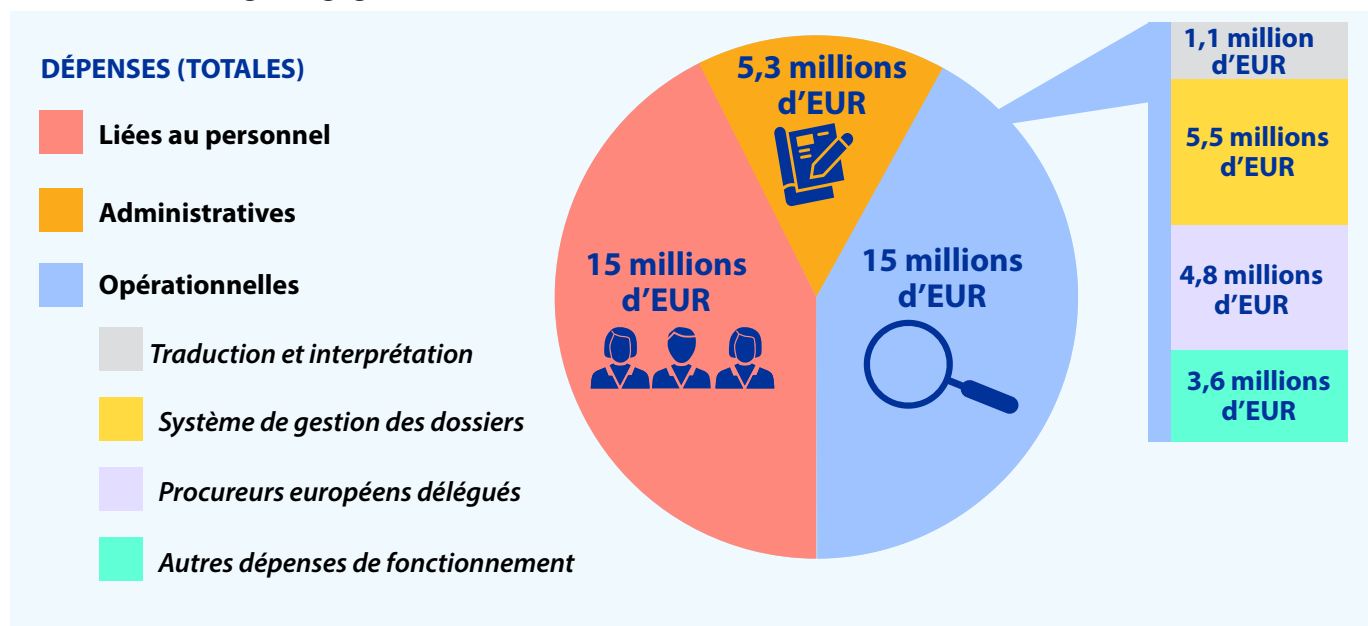 DÉPENSES (TOTALES)
Liées au personnel
Administratives
Opérationnelles
Traduction et interprétation
Système de gestion des dossiers
Procureurs européens délégués
Autres dépenses de fonctionnement
5,3 millions
d’EUR
15 millions
d’EUR
15 millions
d’EUR
1,1 million
d’EUR
5,5 millions
d’EUR
4,8 millions
d’EUR
3,6 millions
d’EUR